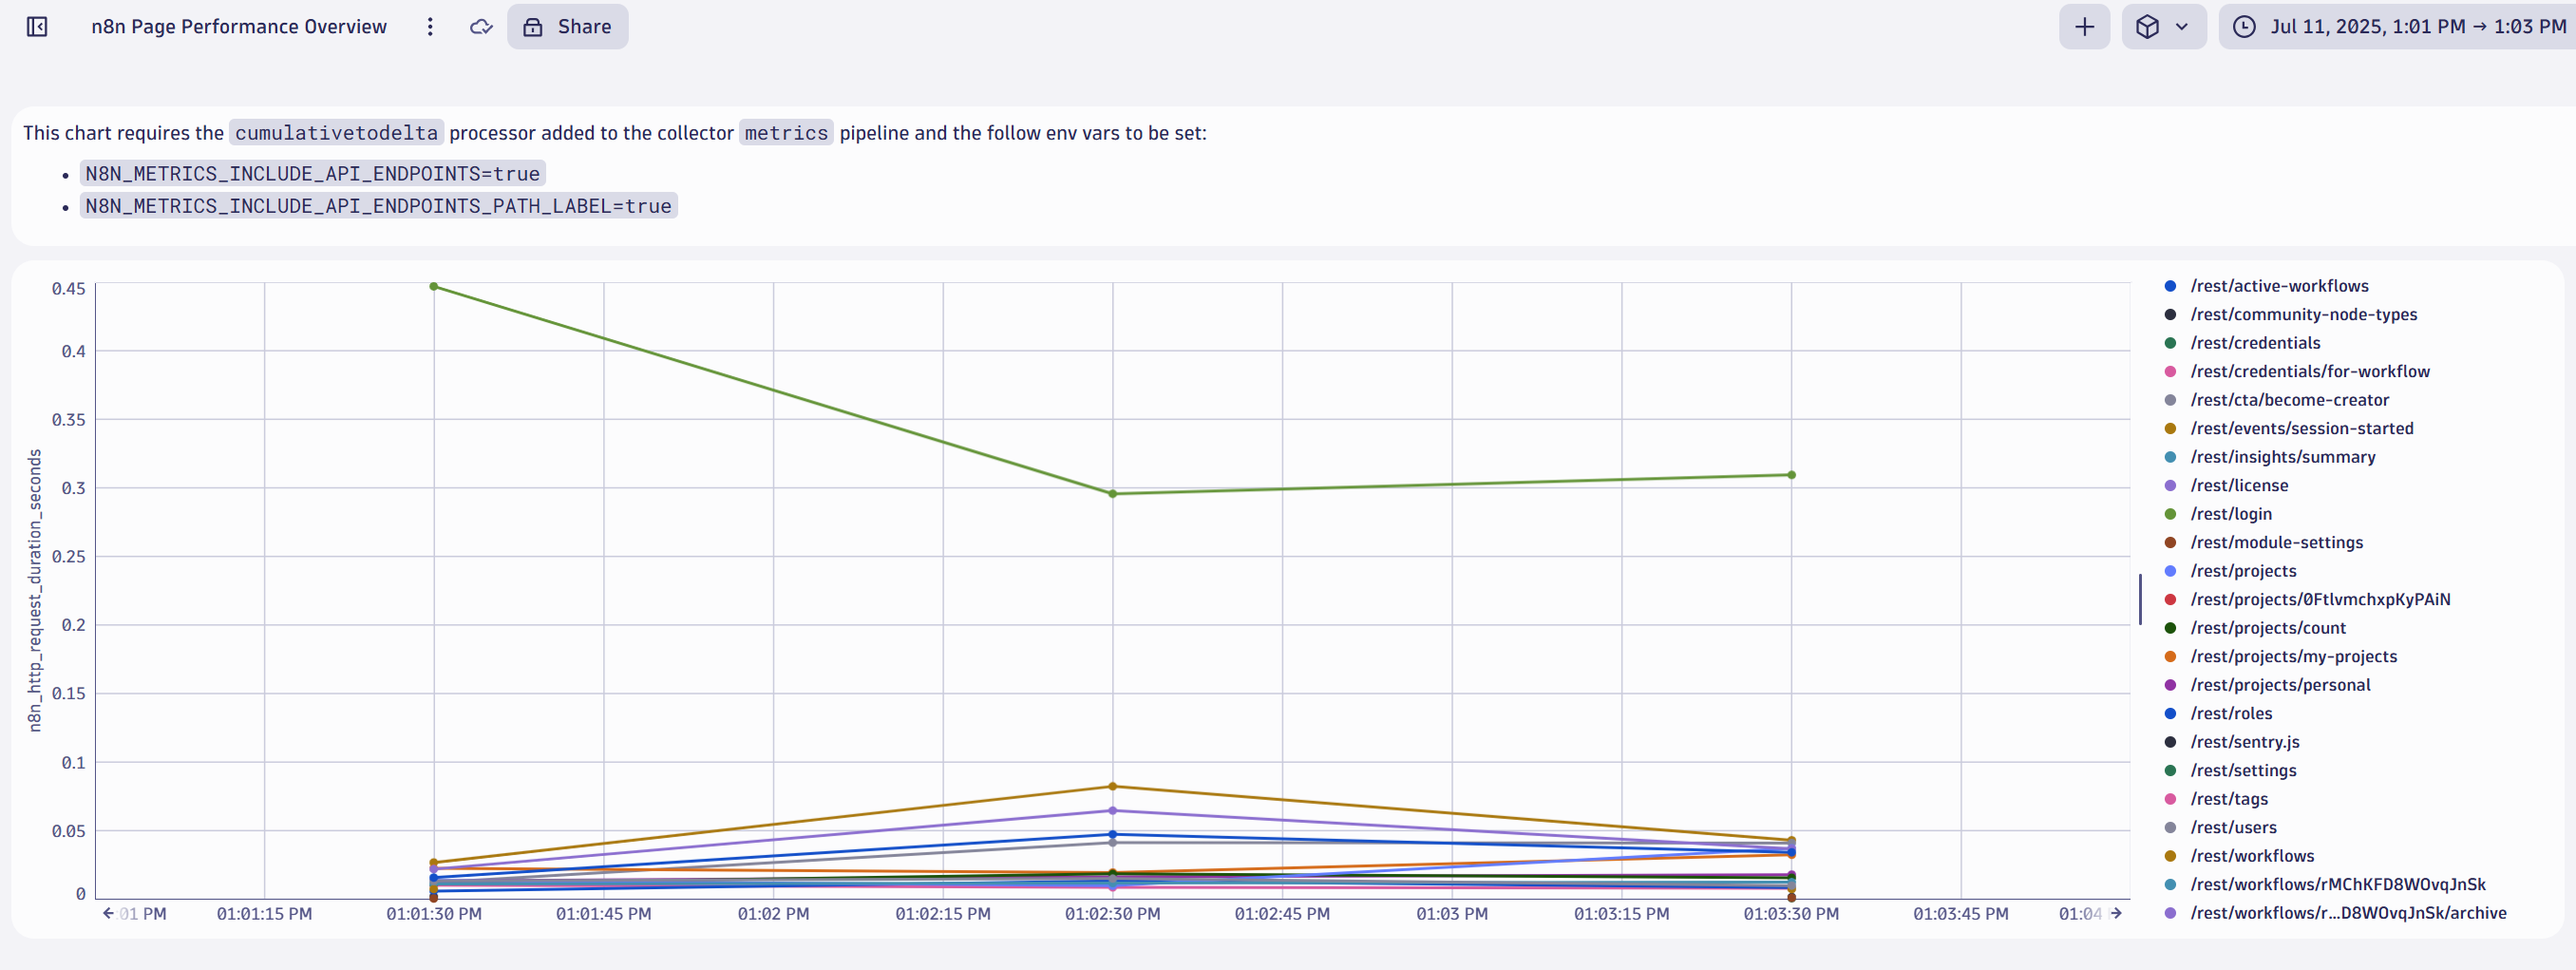 n8n Page Performance Overview
Share
Jul 11, 2025, 1:01 PM → 1:03 PM
This chart requires the cumulativetodelta processor added to the collector metrics pipeline and the follow env vars to be set:
• N8N_METRICS_INCLUDE_API_ENDPOINTS=true
• N8N_METRICS_INCLUDE_API_ENDPOINTS_PATH_LABEL=true
n8n_http_request_duration_seconds
0.45
0.4
0.35
0.3
0.25
0.2
0.15
0.1
0.05
0
:01 PM 01:01:15 PM 01:01:30 PM 01:01:45 PM 01:02 PM 01:02:15 PM 01:02:30 PM 01:02:45 PM 01:03 PM 01:03:15 PM 01:03:30 PM 01:03:45 PM 01:04
/rest/active-workflows
/rest/community-node-types
/rest/credentials
/rest/credentials/for-workflow
/rest/cta/become-creator
/rest/events/session-started
/rest/insights/summary
/rest/license
/rest/login
/rest/module-settings
/rest/projects
/rest/projects/0FtlvmchxpKyPAiN
/rest/projects/count
/rest/projects/my-projects
/rest/projects/personal
/rest/roles
/rest/sentry.js
/rest/settings
/rest/tags
/rest/users
/rest/workflows
/rest/workflows/rMChKFD8WOvqJnSk
/rest/workflows/r...D8WOvqJnSk/archive